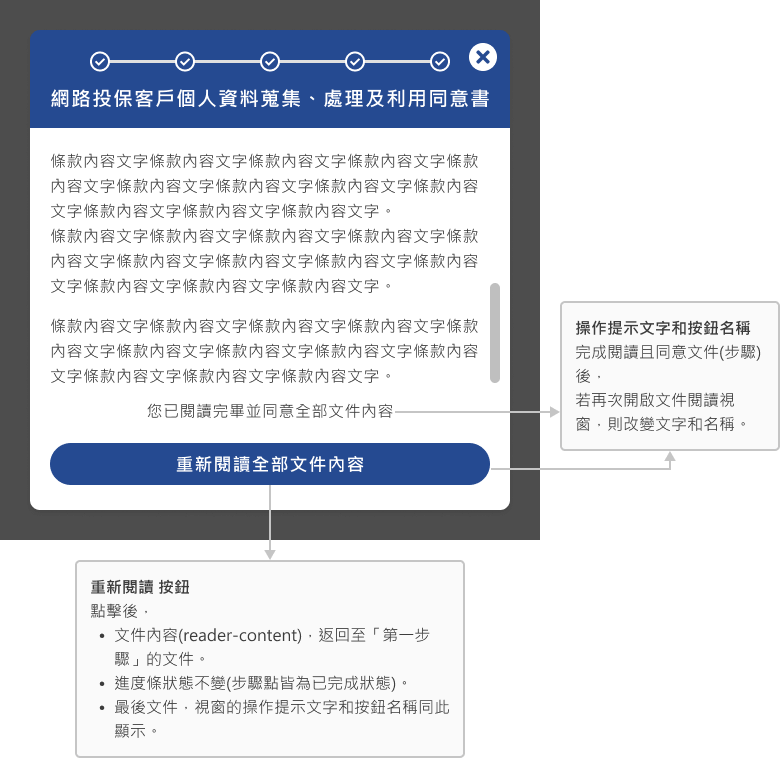 網路投保客戶個人資料蒐集、處理及利用同意書
條款內容文字條款內容文字條款內容文字條款內容文字條款
內容文字條款內容文字條款內容文字條款內容文字條款內容
文字條款內容文字條款內容文字條款內容文字。
條款內容文字條款內容文字條款內容文字條款內容文字條款
內容文字條款內容文字條款內容文字條款內容文字條款內容
文字條款內容文字條款內容文字條款內容文字。
條款內容文字條款內容文字條款內容文字條款內容文字條款
內容文字條款內容文字條款內容文字條款內容文字條款內容
文字條款內容文字條款內容文字條款內容文字。
您已閱讀完畢並同意全部文件內容
重新閱讀全部文件內容
操作提示文字和按鈕名稱
完成閱讀且同意文件(步驟)
後，
若再次開啟文件閱讀視
窗，則改變文字和名稱。
重新閱讀 按鈕
點擊後，
• 文件內容(reader-content)，返回至「第一步
驟」的文件。
• 進度條狀態不變(步驟點皆為已完成狀態)。
• 最後文件，視窗的操作提示文字和按鈕名稱同此
顯示。